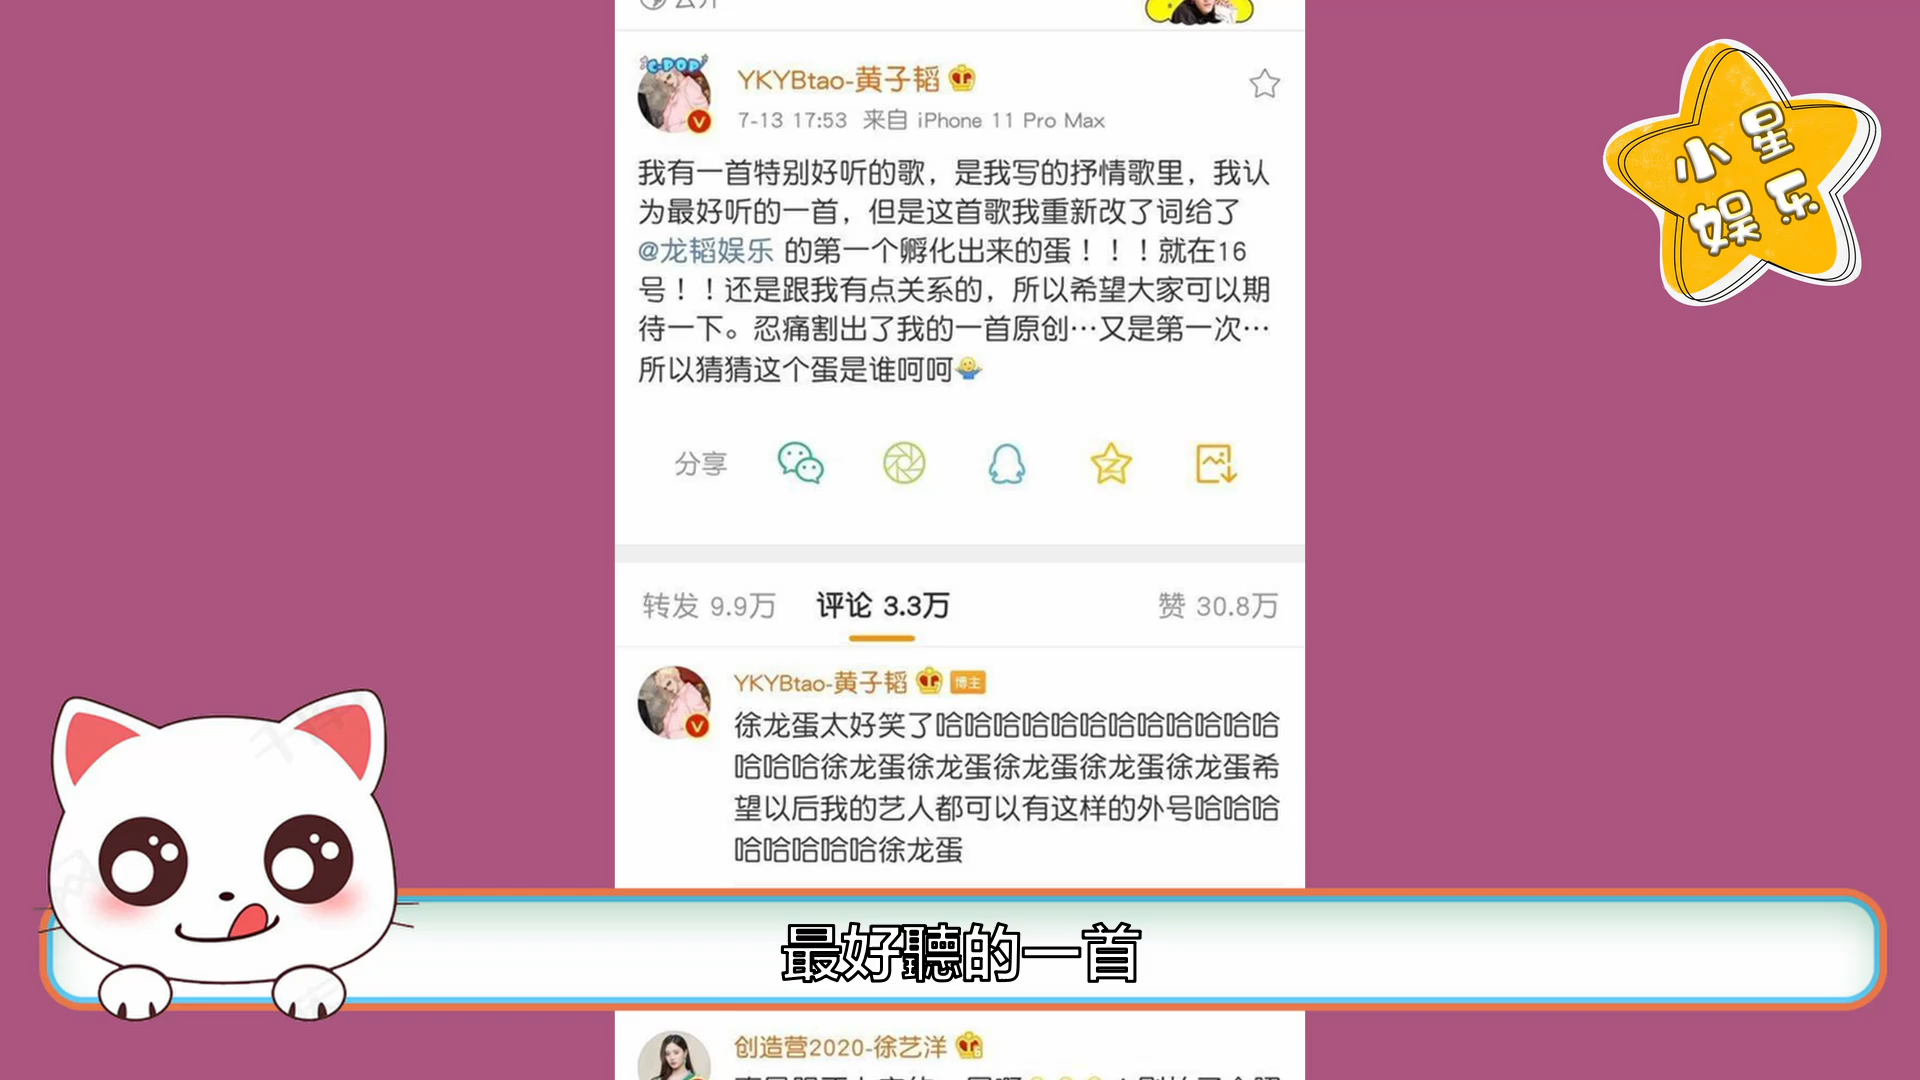 公开
C-POP
YKYBtao-黄子韬
7-13 17:53 来自 iPhone 11 Pro Max
我有一首特别好听的歌，是我写的抒情歌里，我认
为最好听的一首，但是这首歌我重新改了词给了
@龙韬娱乐 的第一个孵化出来的蛋！！！就在16
号！！还是跟我有点关系的，所以希望大家可以期
待一下。忍痛割出了我的一首原创…又是第一次…
所以猜猜这个蛋是谁呵呵
分享
转发 9.9万 评论 3.3万 赞 30.8万
YKYBtao-黄子韬 博主
徐龙蛋太好笑了哈哈哈哈哈哈哈哈哈哈哈哈
哈哈哈徐龙蛋徐龙蛋徐龙蛋徐龙蛋徐龙蛋希
望以后我的艺人都可以有这样的外号哈哈哈
哈哈哈哈哈徐龙蛋
最好聽的一首
创造营2020-徐艺洋
小星
娱乐